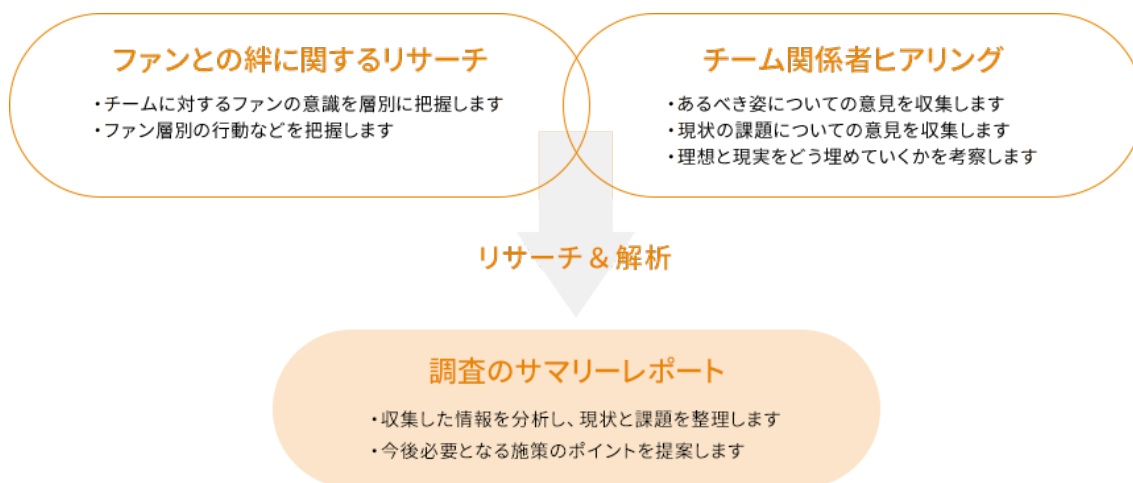 ファンとの絆に関するリサーチ
・チームに対するファンの意識を層別に把握します
・ファン層別の行動などを把握します
チーム関係者ヒアリング
・あるべき姿についての意見を収集します
・現状の課題についての意見を収集します
・理想と現実をどう埋めていくかを考察します
リサーチ & 解析
調査のサマリーレポート
・収集した情報を分析し、現状と課題を整理します
・今後必要となる施策のポイントを提案します